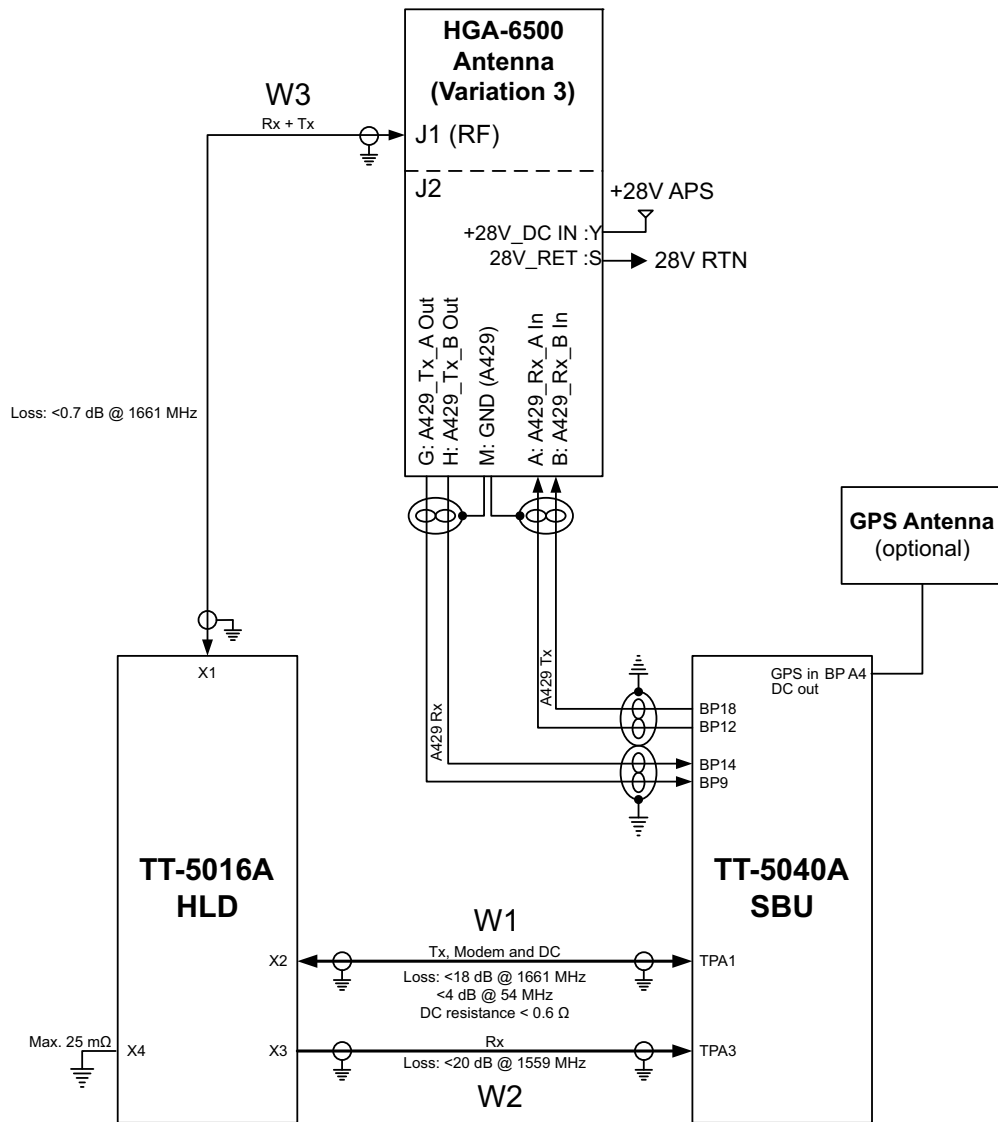 HGA-6500
Antenna
(Variation 3)
W3
Rx + Tx
J1 (RF)
J2
+28V APS
+28V_DC IN :Y
28V_RET :S
28V RTN
G: A429_Tx_A Out
H: A429_Tx_B Out
M: GND (A429)
A: A429_Rx_A In
B: A429_Rx_B In
Loss: <0.7 dB @ 1661 MHz
GPS Antenna
(optional)
X1
A429 Rx
A429 Tx
GPS in BP A4
DC out
BP18
BP12
BP14
BP9
TT-5016A
HLD
TT-5040A
SBU
W1
X2
Tx, Modem and DC
TPA1
Loss: <18 dB @ 1661 MHz
<4 dB @ 54 MHz
DC resistance < 0.6 Ω
Max. 25 mΩ
X4
X3
Rx
TPA3
Loss: <20 dB @ 1559 MHz
W2